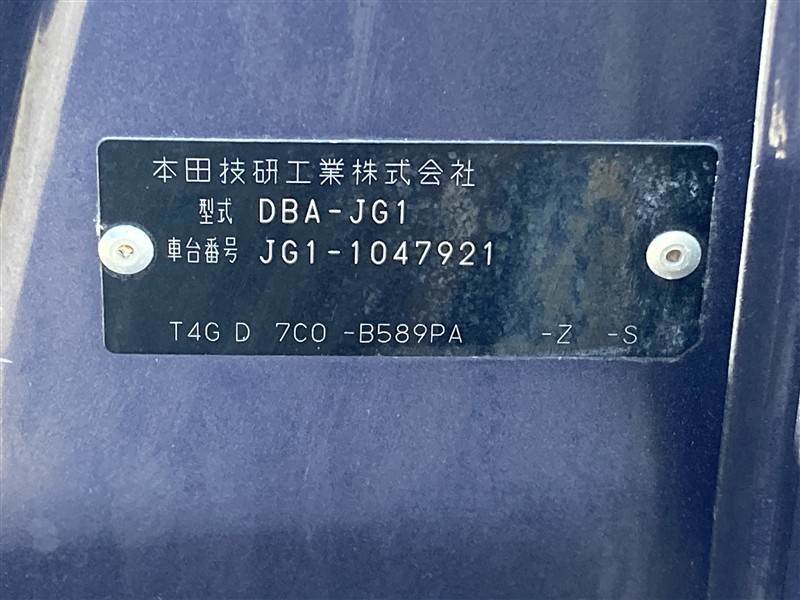 本田技研工業株式会社
型式 DBA-JG1
車台番号 JG1-1047921
T4G D 7C0 -B589PA -Z -S